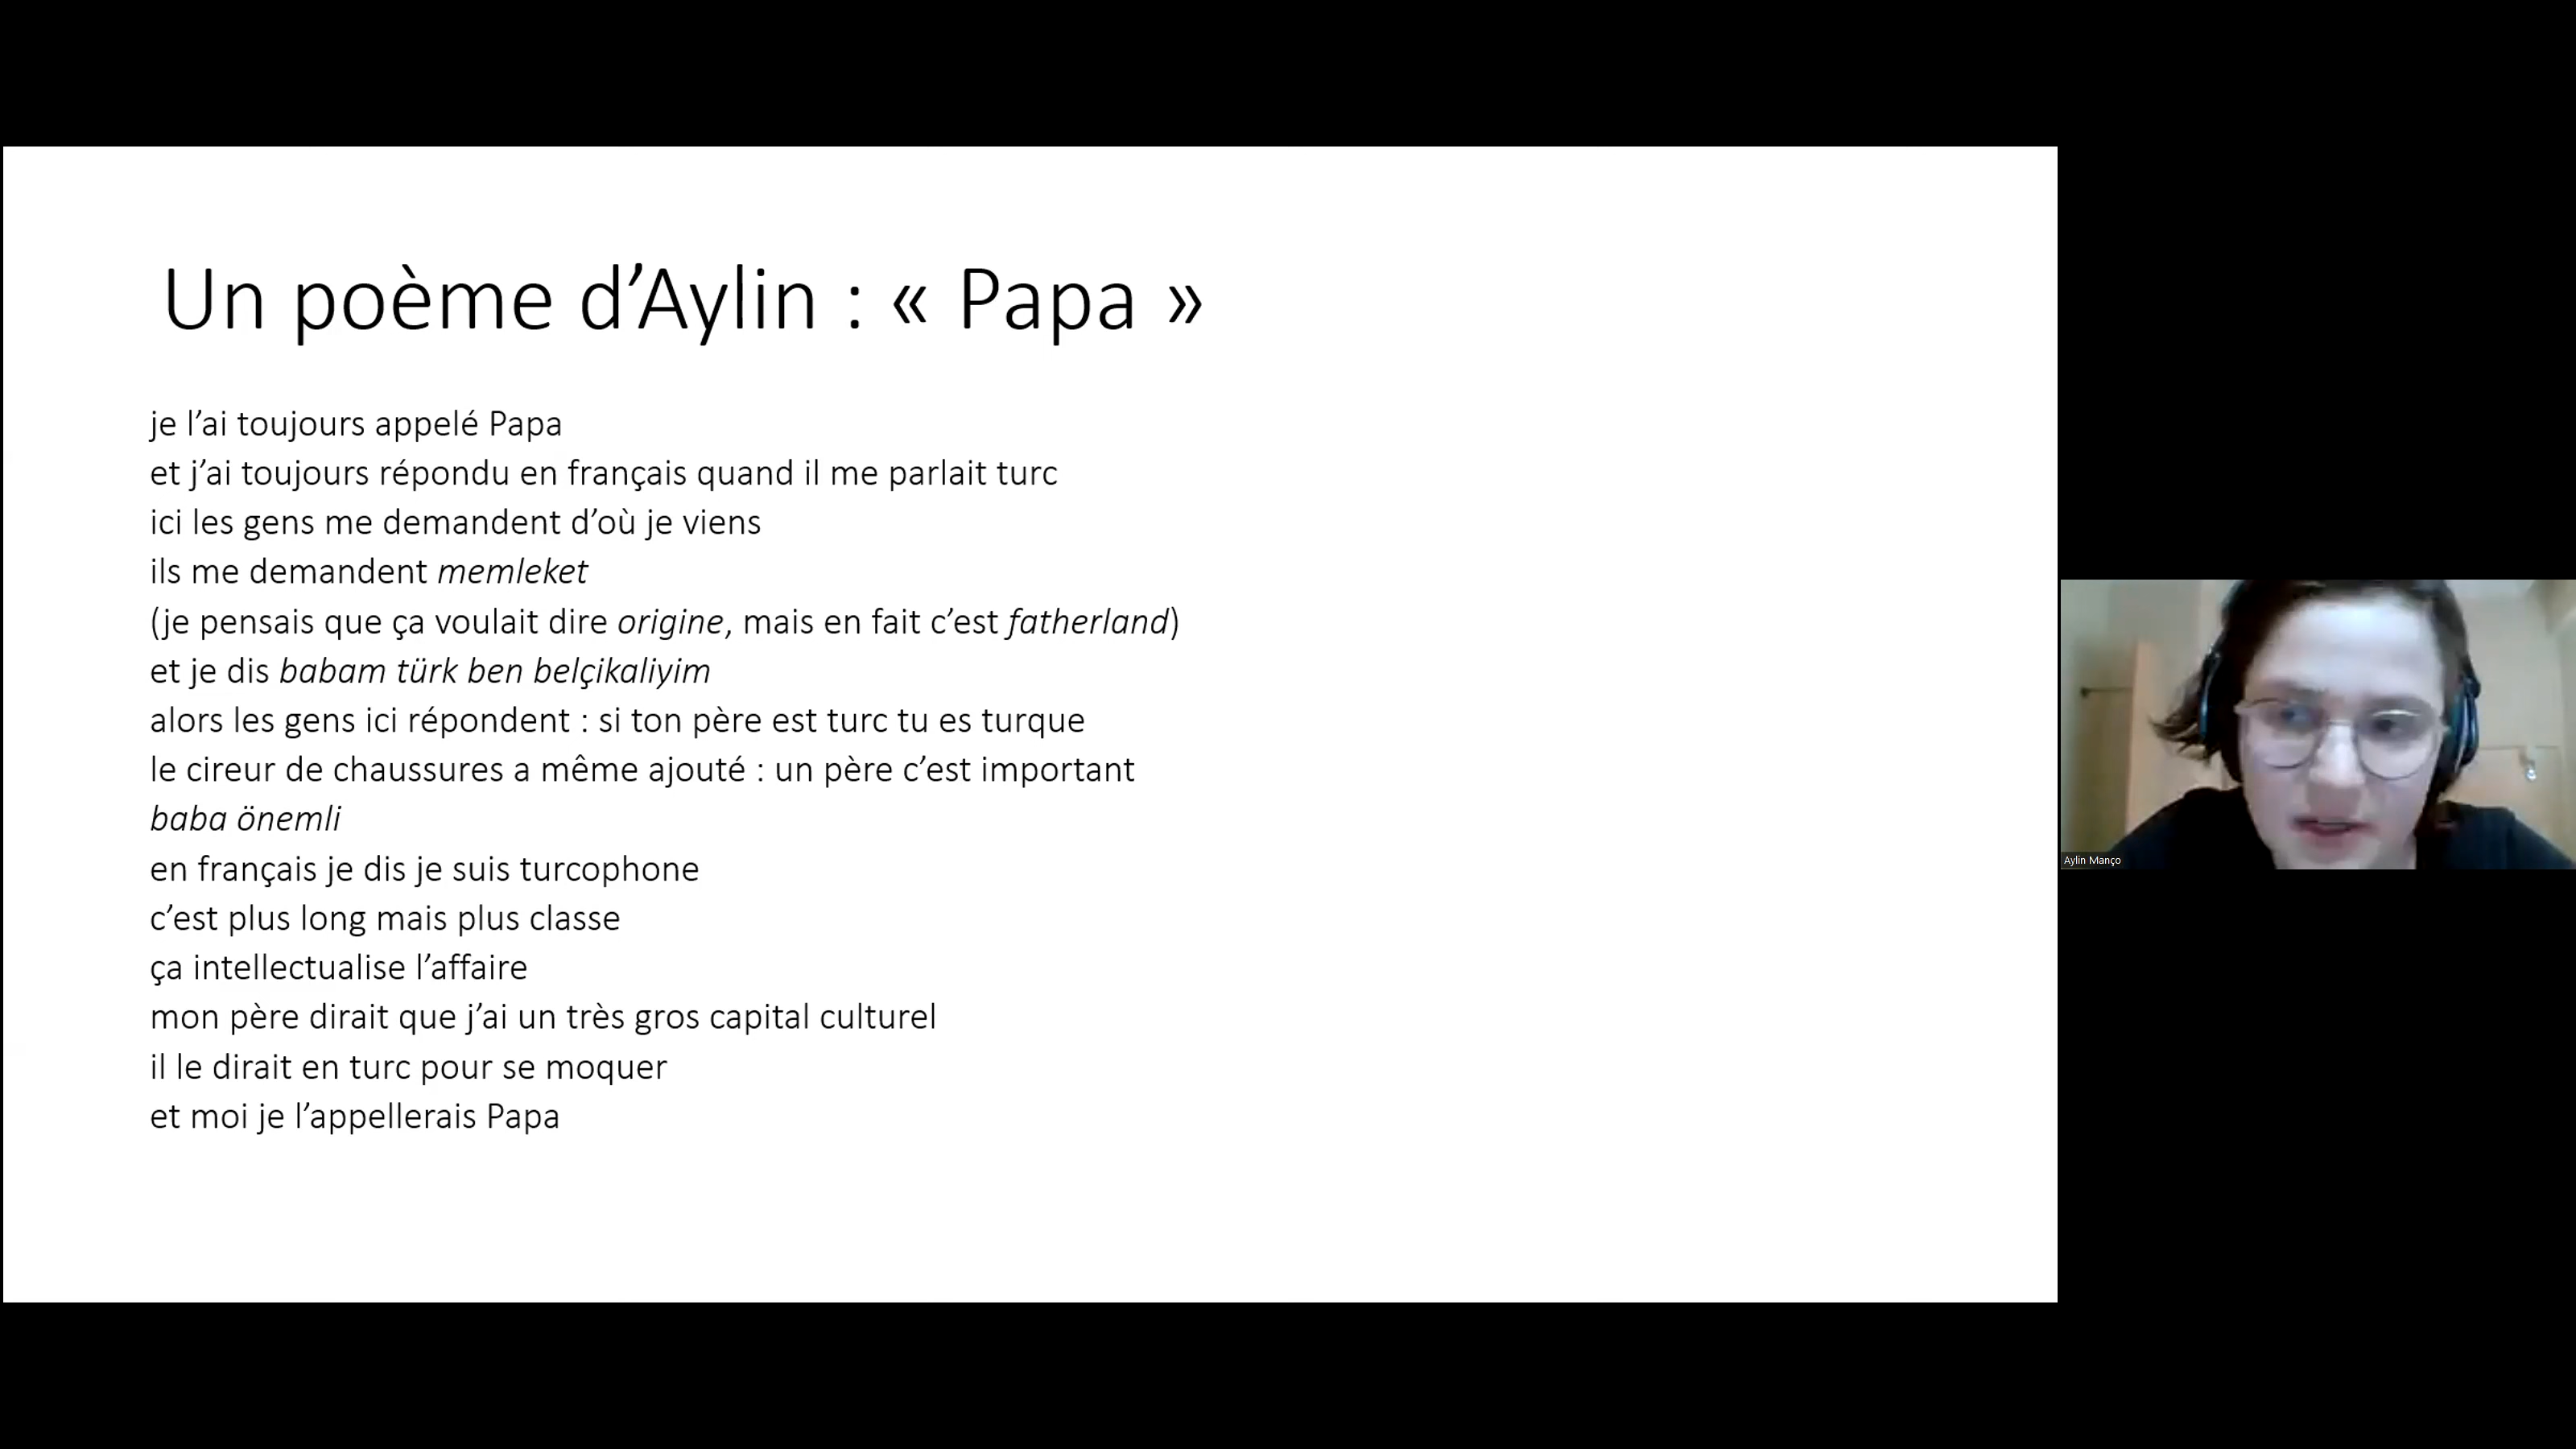 Un poème d’Aylin : « Papa »
je l’ai toujours appelé Papa
et j’ai toujours répondu en français quand il me parlait turc
ici les gens me demandent d’où je viens
ils me demandent memleket
(je pensais que ça voulait dire origine, mais en fait c’est fatherland)
et je dis babam türk ben belçikaliyim
alors les gens ici répondent : si ton père est turc tu es turque
le cireur de chaussures a même ajouté : un père c’est important
baba önemli
en français je dis je suis turcophone
c’est plus long mais plus classe
ça intellectualise l’affaire
mon père dirait que j’ai un très gros capital culturel
il le dirait en turc pour se moquer
et moi je l’appellerais Papa
Aylin Manço